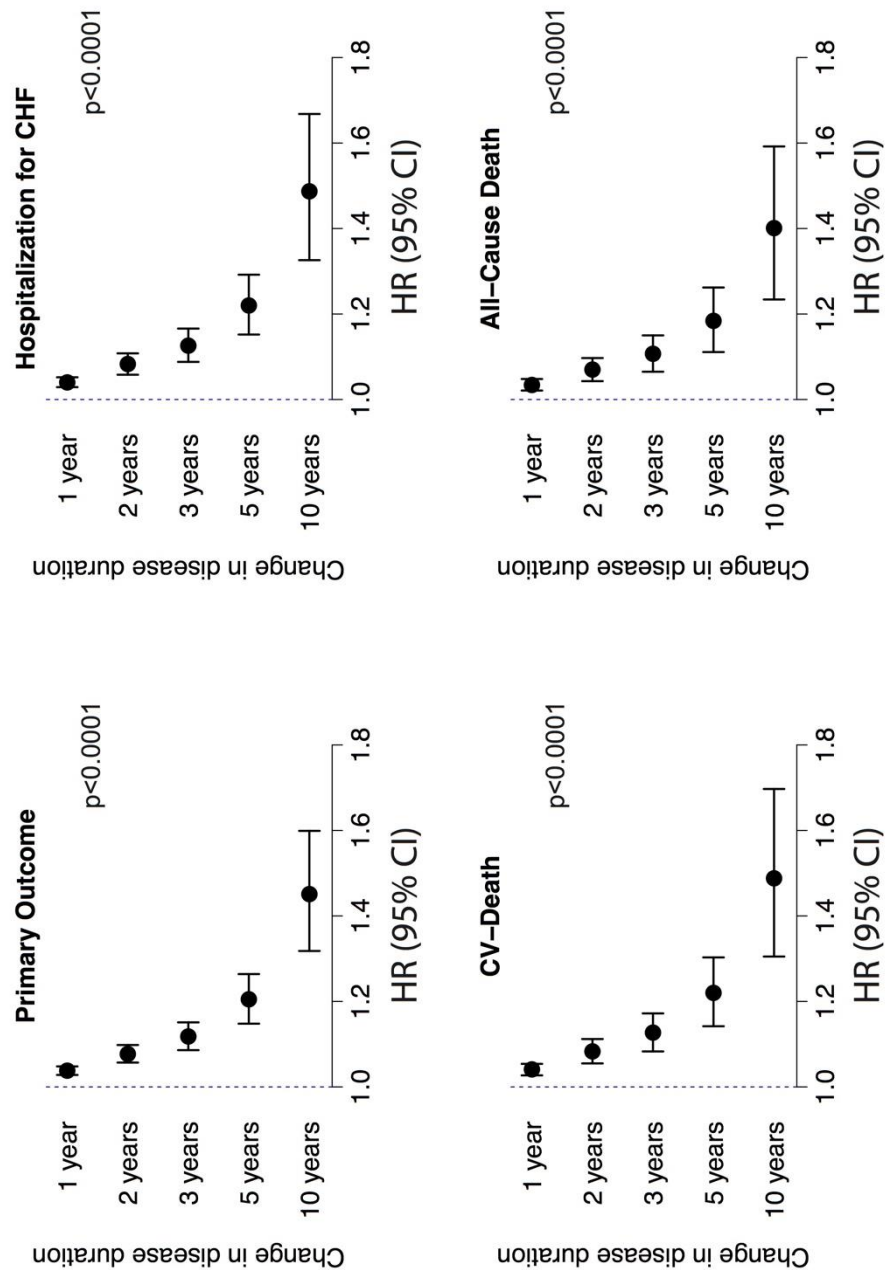 Primary Outcome
p<0.0001
Change in disease duration
1 year
2 years
3 years
5 years
10 years
1.0 1.2 1.4 1.6 1.8
HR (95% CI)
Hospitalization for CHF
p<0.0001
Change in disease duration
1 year
2 years
3 years
5 years
10 years
1.0 1.2 1.4 1.6 1.8
HR (95% CI)
CV−Death
p<0.0001
Change in disease duration
1 year
2 years
3 years
5 years
10 years
1.0 1.2 1.4 1.6 1.8
HR (95% CI)
All−Cause Death
p<0.0001
Change in disease duration
1 year
2 years
3 years
5 years
10 years
1.0 1.2 1.4 1.6 1.8
HR (95% CI)